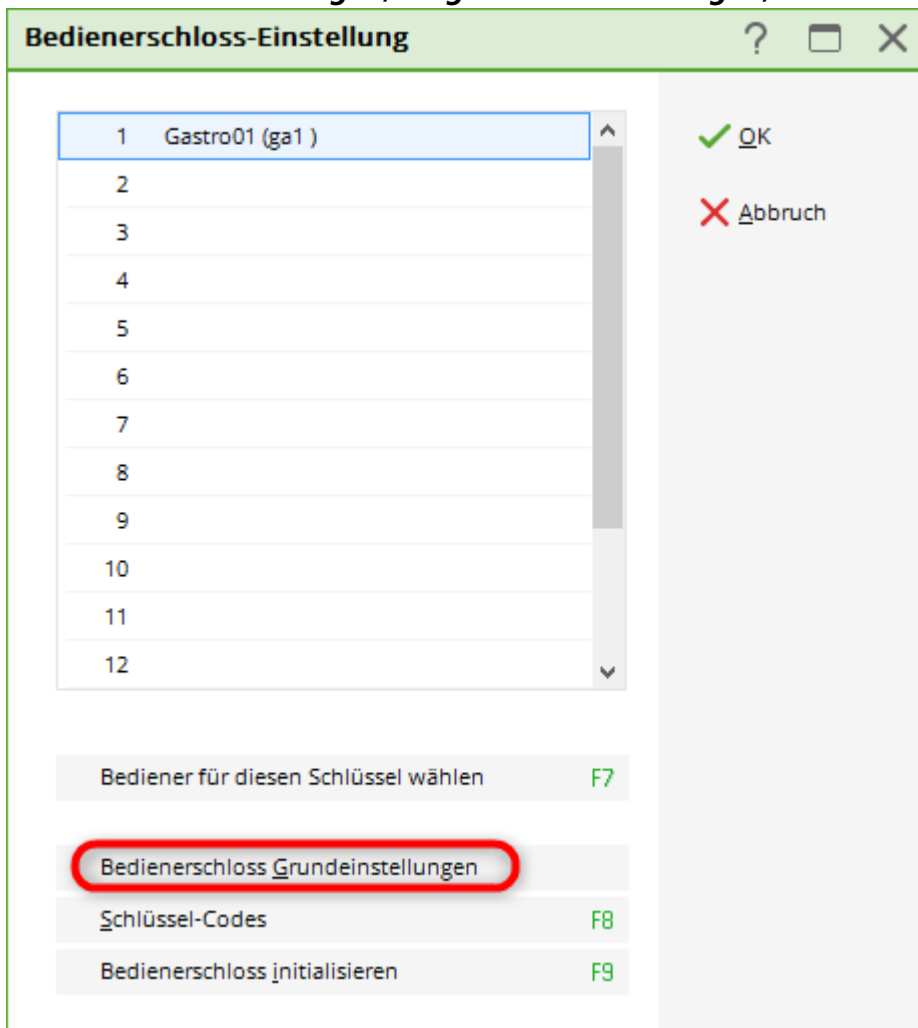 Bedienerschloss-Einstellung
1 Gastro01 (ga1 )
OK
2
Abbruch
3
4
5
6
7
8
9
10
11
12
Bediener für diesen Schlüssel wählen F7
Bedienerschloss Grundeinstellungen
Schlüssel-Codes F8
Bedienerschloss initialisieren F9